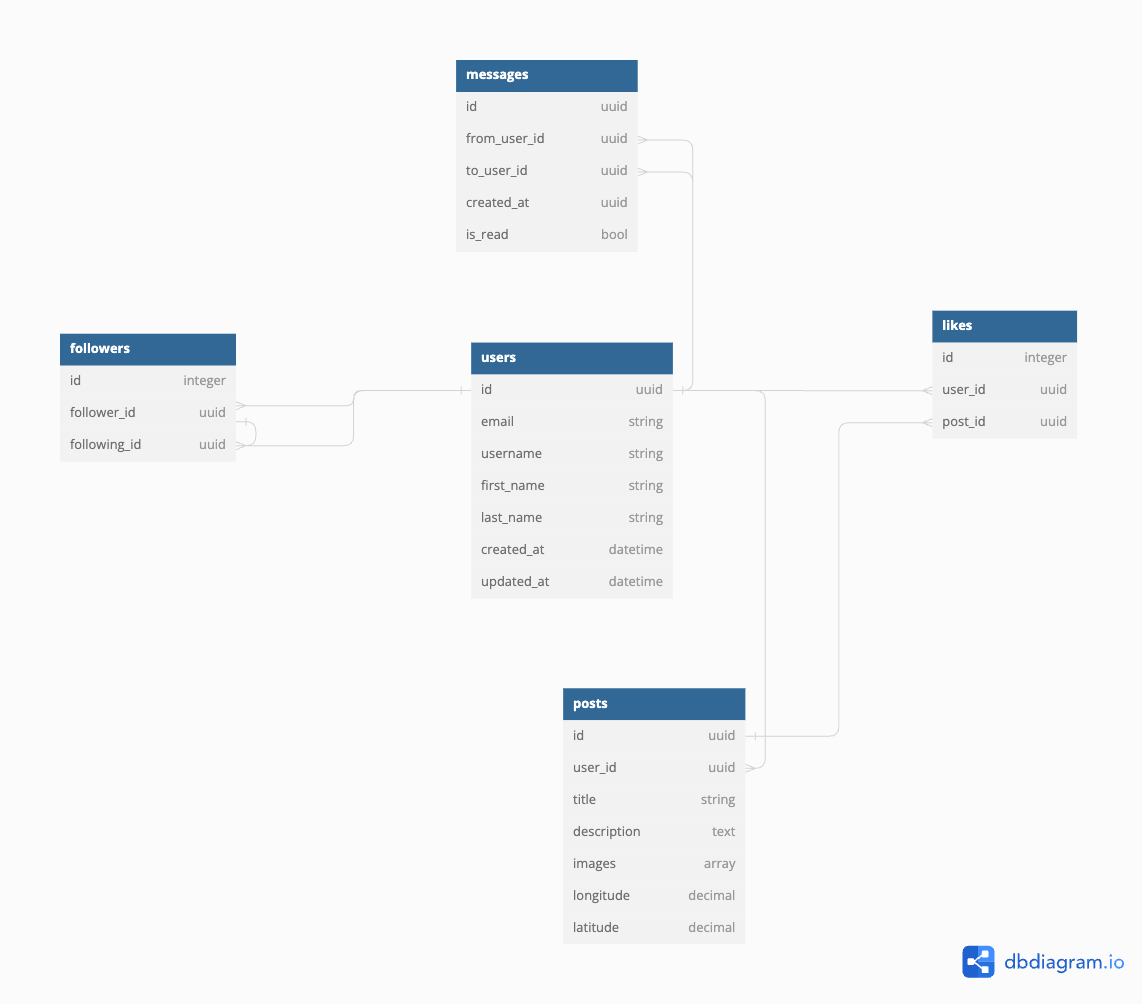 messages
id uuid
from_user_id uuid
to_user_id uuid
created_at uuid
is_read bool
followers
id integer
follower_id uuid
following_id uuid
users
id uuid
email string
username string
first_name string
last_name string
created_at datetime
updated_at datetime
likes
id integer
user_id uuid
post_id uuid
posts
id uuid
user_id uuid
title string
description text
images array
longitude decimal
latitude decimal
dbdiagram.io